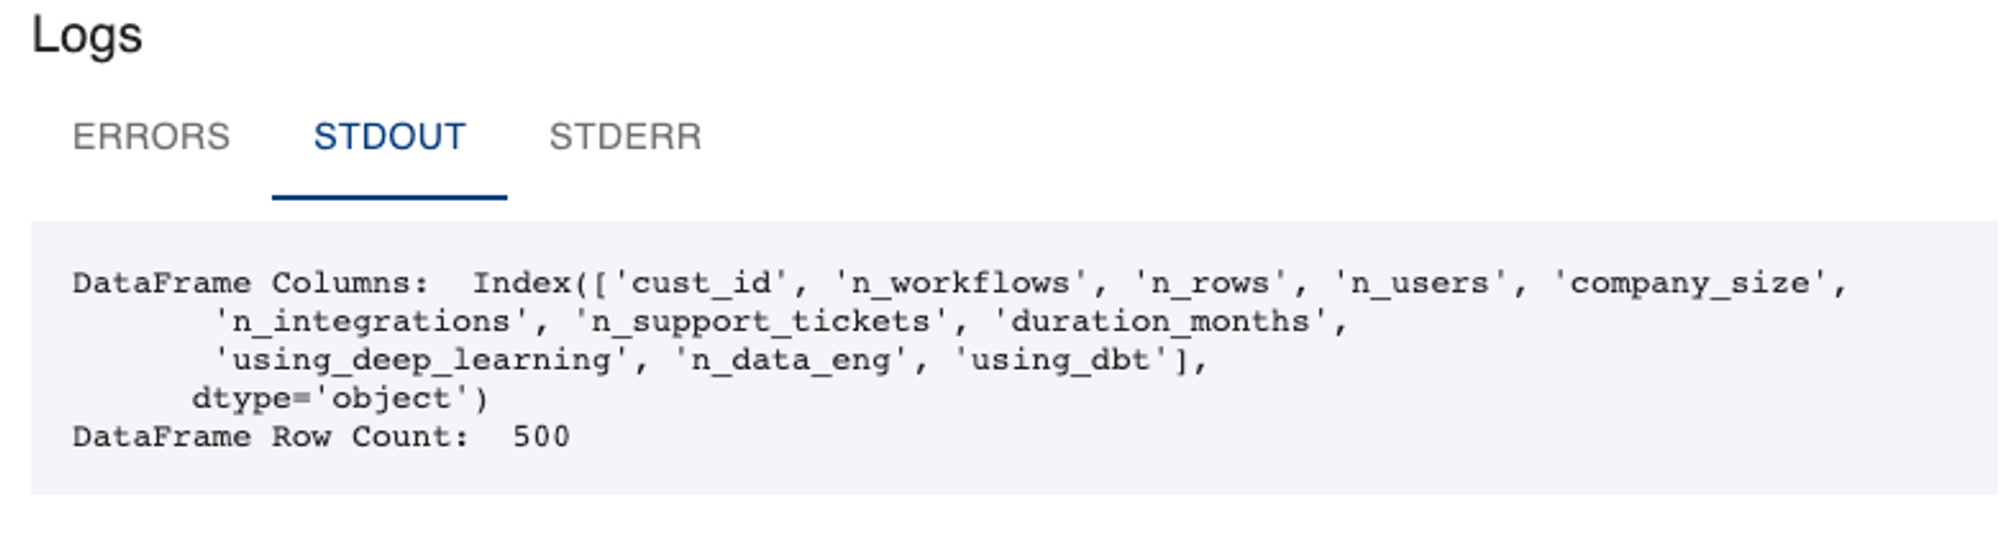 Logs
ERRORS STDOUT STDERR
DataFrame Columns:  Index(['cust_id', 'n_workflows', 'n_rows', 'n_users', 'company_size',
       'n_integrations', 'n_support_tickets', 'duration_months',
       'using_deep_learning', 'n_data_eng', 'using_dbt'],
      dtype='object')
DataFrame Row Count:  500